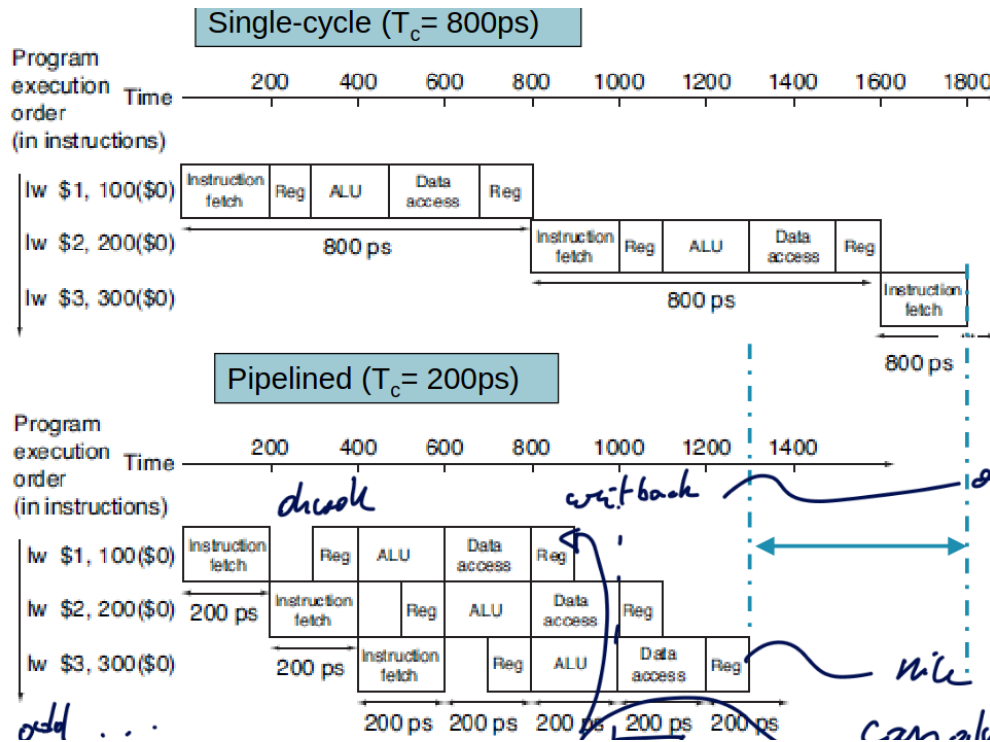 Single-cycle (Tc= 800ps)
Program
execution
order
(in instructions)
Time
200 400 600 800 1000 1200 1400 1600 1800
lw $1, 100($0)
Instruction fetch Reg ALU Data access Reg
800 ps
lw $2, 200($0)
Instruction fetch Reg ALU Data access Reg
800 ps
lw $3, 300($0)
Instruction fetch
800 ps
Pipelined (Tc= 200ps)
Program
execution
order
(in instructions)
Time
200 400 600 800 1000 1200 1400
writback
lw $1, 100($0)
Instruction fetch Reg ALU Data access Reg
200 ps
lw $2, 200($0)
Instruction fetch Reg ALU Data access Reg
200 ps
lw $3, 300($0)
Instruction fetch Reg ALU Data access Reg
200 ps 200 ps 200 ps 200 ps 200 ps
add ...